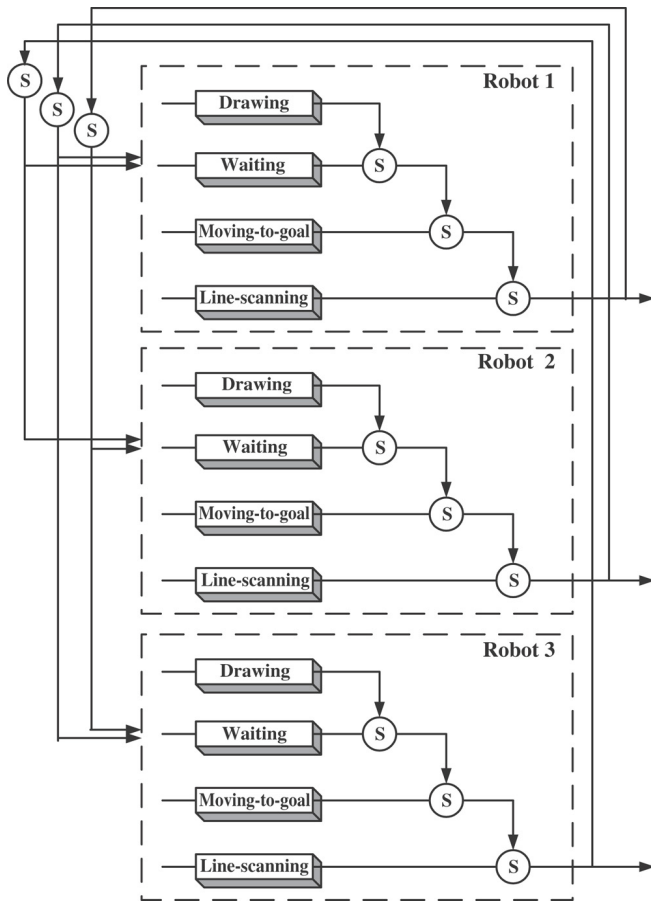 S
S
S
Robot 1
Drawing
Waiting
S
Moving-to-goal
S
Line-scanning
S
Robot 2
Drawing
Waiting
S
Moving-to-goal
S
Line-scanning
S
Robot 3
Drawing
Waiting
S
Moving-to-goal
S
Line-scanning
S